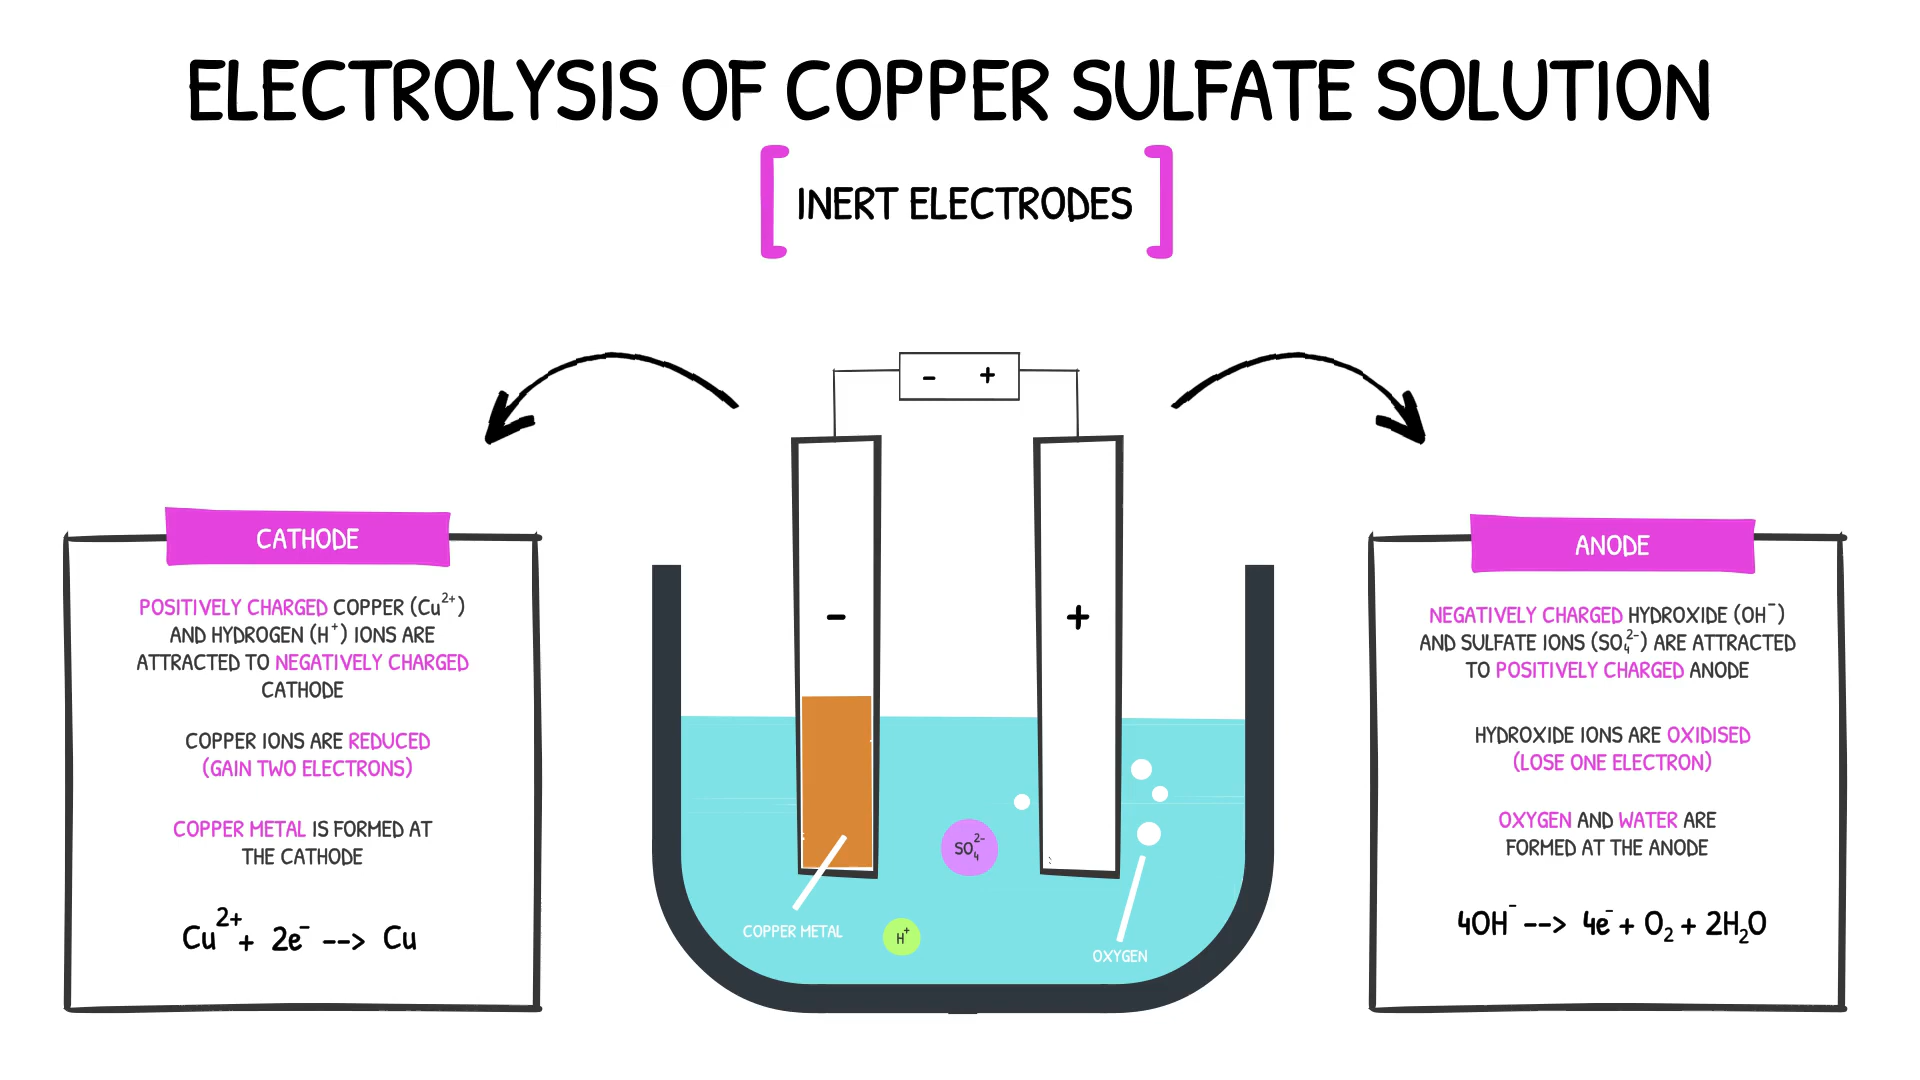 ELECTROLYSIS OF COPPER SULFATE SOLUTION
INERT ELECTRODES
- +
CATHODE
POSITIVELY CHARGED COPPER (Cu²⁺)
AND HYDROGEN (H⁺) IONS ARE
ATTRACTED TO NEGATIVELY CHARGED
CATHODE
COPPER IONS ARE REDUCED
(GAIN TWO ELECTRONS)
COPPER METAL IS FORMED AT
THE CATHODE
Cu²⁺ + 2e⁻ --> Cu
-
+
SO₄²⁻
COPPER METAL
H⁺
OXYGEN
ANODE
NEGATIVELY CHARGED HYDROXIDE (OH⁻)
AND SULFATE IONS (SO₄²⁻) ARE ATTRACTED
TO POSITIVELY CHARGED ANODE
HYDROXIDE IONS ARE OXIDISED
(LOSE ONE ELECTRON)
OXYGEN AND WATER ARE
FORMED AT THE ANODE
4OH⁻ --> 4e⁻ + O₂ + 2H₂O